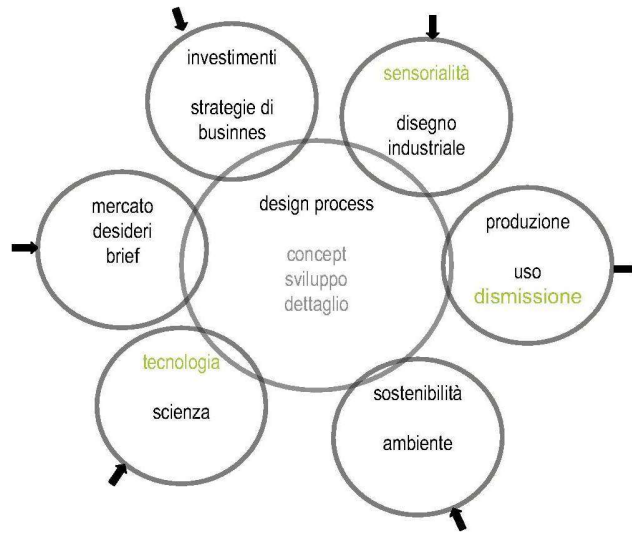 investimenti
strategie di
businnes
sensorialità
disegno
industriale
mercato
desideri
brief
design process
concept
sviluppo
dettaglio
produzione
uso
dismissione
tecnologia
scienza
sostenibilità
ambiente